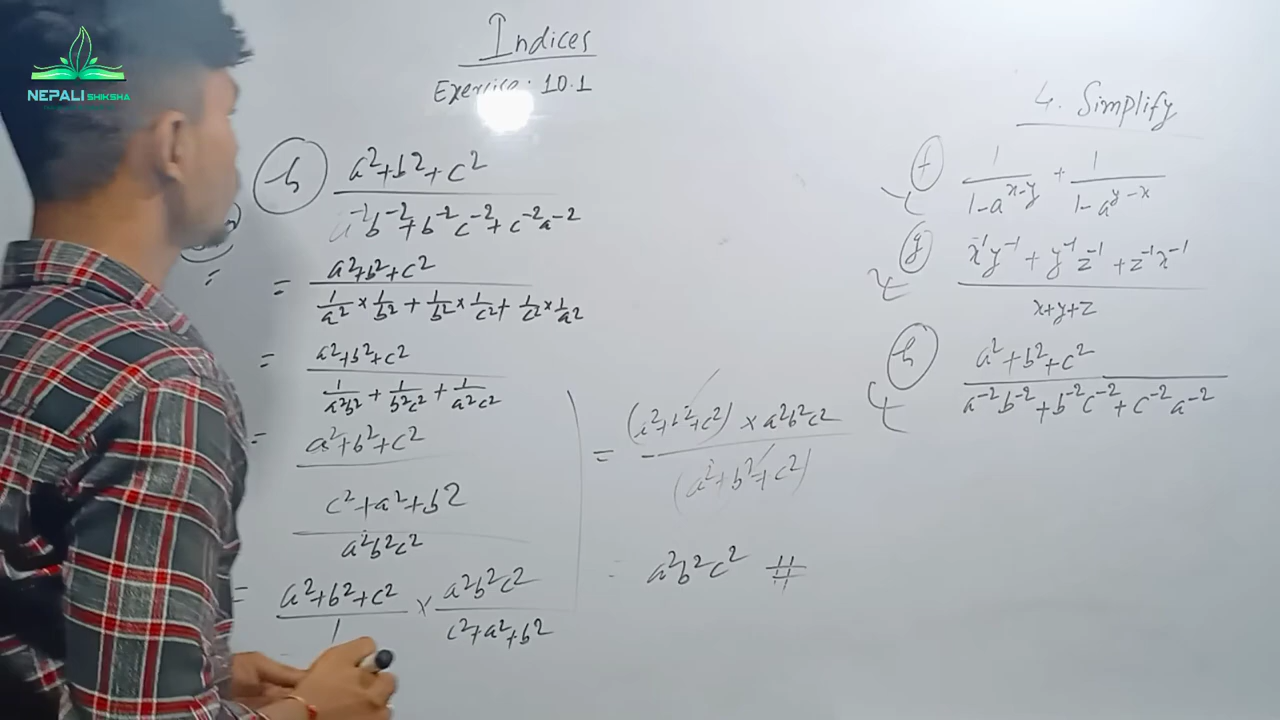 NEPALI SHIKSHA
Indices
Exercise: 10.1
(h) a²+b²+c²
a⁻²b⁻²+b⁻²c⁻²+c⁻²a⁻²
= a²+b²+c²
1/a² × 1/b² + 1/b² × 1/c² + 1/c² × 1/a²
= a²+b²+c²
1/a²b² + 1/b²c² + 1/a²c²
= a²+b²+c²
c²+a²+b²
a²b²c²
= a²+b²+c²/1 × a²b²c²/c²+a²+b²
= (a²+b²+c²) × a²b²c²
(a²+b²+c²)
= a²b²c² #
4. Simplify
(f) 1/1-a^x-y + 1/1-a^y-x
(g) x⁻¹y⁻¹ + y⁻¹z⁻¹ + z⁻¹x⁻¹
x+y+z
(h) a²+b²+c²
a⁻²b⁻²+b⁻²c⁻²+c⁻²a⁻²